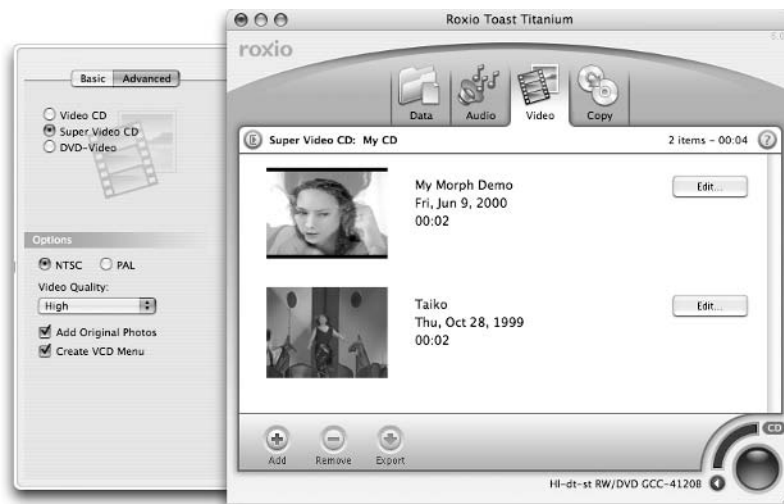 Roxio Toast Titanium
roxio
6.0
Basic
Advanced
Video CD
Super Video CD
DVD-Video
Options
NTSC
PAL
Video Quality:
High
Add Original Photos
Create VCD Menu
Data
Audio
Video
Copy
Super Video CD: My CD
2 items - 00:04
?
My Morph Demo
Fri, Jun 9, 2000
00:02
Edit...
Taiko
Thu, Oct 28, 1999
00:02
Edit...
Add
Remove
Export
CD
Hl-dt-st RW/DVD GCC-4120B